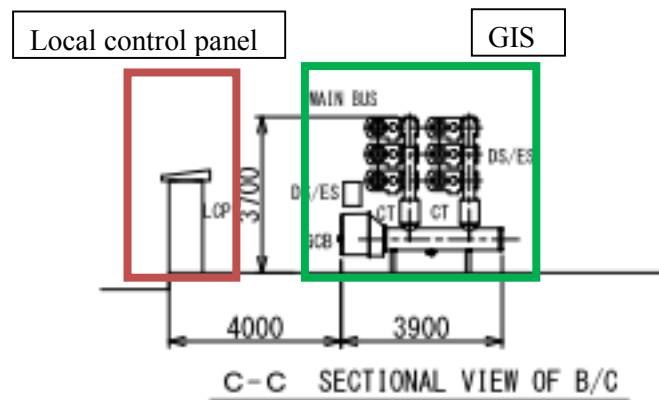 Local control panel
GIS
MAIN BUS
DS/ES
3700
DS/ES
LCP
CT CT
GCB
4000 3900
C-C SECTIONAL VIEW OF B/C